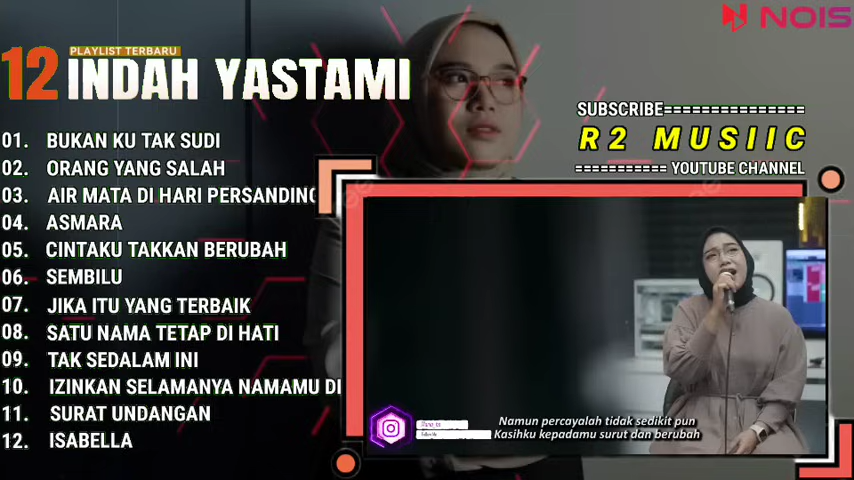 NOIS
PLAYLIST TERBARU
12 INDAH YASTAMI
SUBSCRIBE===============
R2 MUSIIC
=========== YOUTUBE CHANNEL
01. BUKAN KU TAK SUDI
02. ORANG YANG SALAH
03. AIR MATA DI HARI PERSANDING
04. ASMARA
05. CINTAKU TAKKAN BERUBAH
06. SEMBILU
07. JIKA ITU YANG TERBAIK
08. SATU NAMA TETAP DI HATI
09. TAK SEDALAM INI
10. IZINKAN SELAMANYA NAMAMU DI
11. SURAT UNDANGAN
12. ISABELLA
Namun percayalah tidak sedikit pun
Kasihku kepadamu surut dan berubah